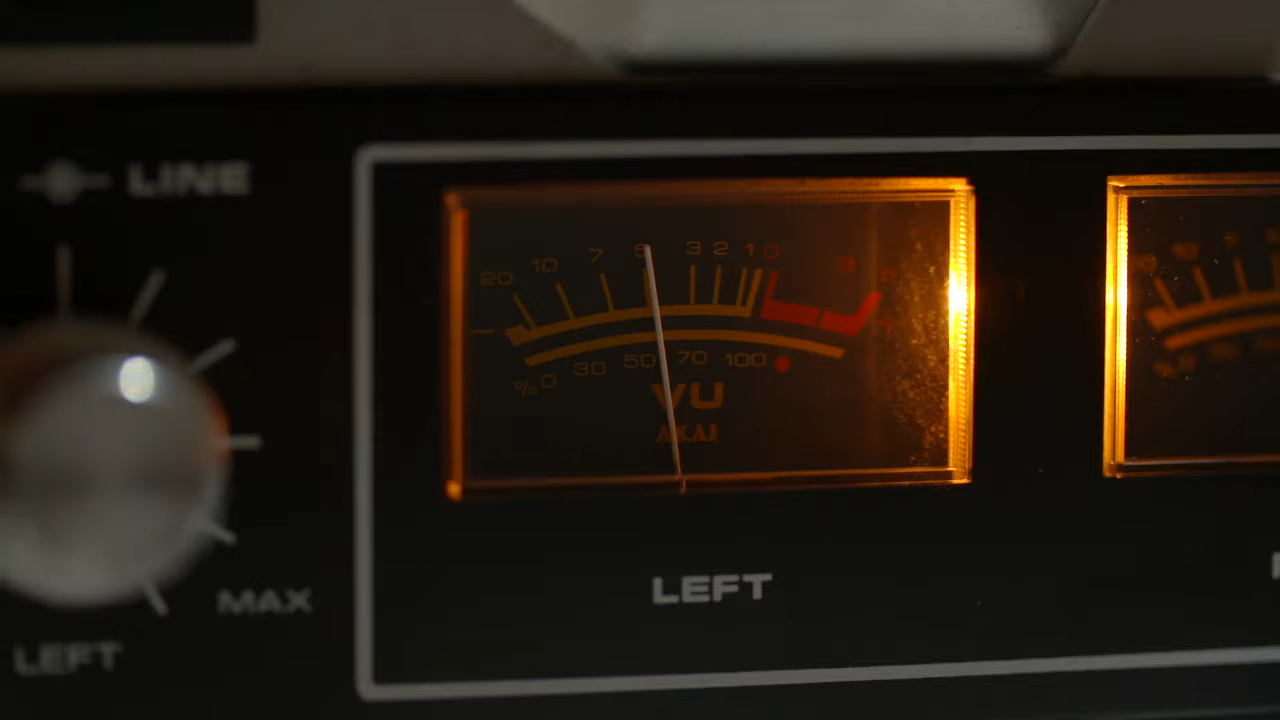 LINE
MAX
LEFT
20 10 7 5 3 2 1 0 3
% 0 30 50 70 100
VU
AKAI
LEFT